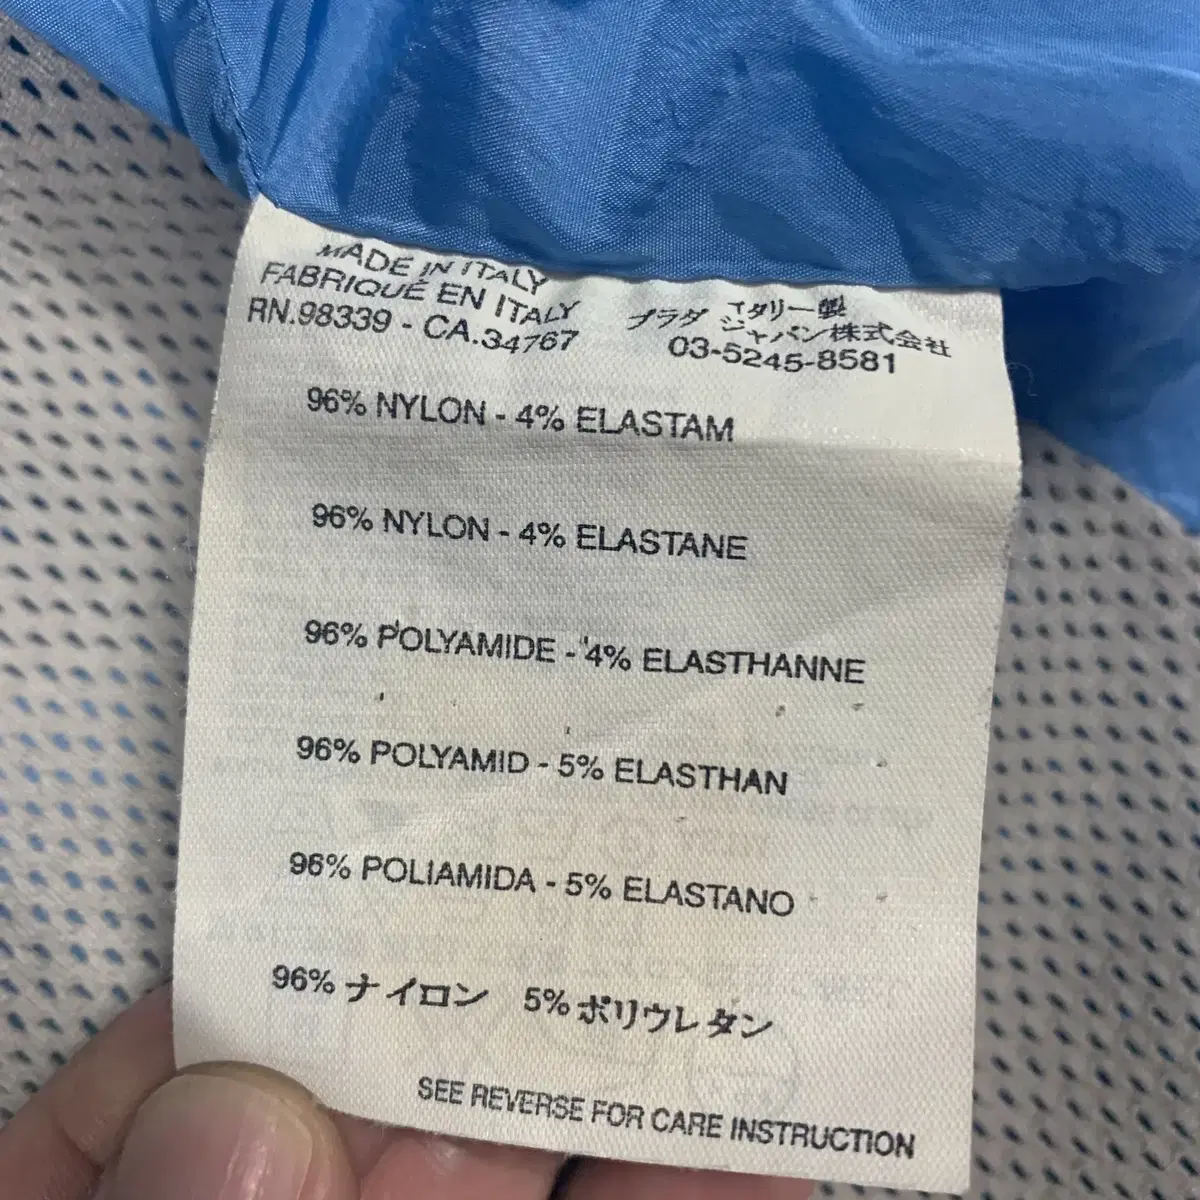 MADE IN ITALY
FABRIQUÉ EN ITALY
RN.98339 - CA.34767
イタリー製
プラダ ジャパン株式会社
03-5245-8581
96% NYLON - 4% ELASTAM
96% NYLON - 4% ELASTANE
96% POLYAMIDE - 4% ELASTHANNE
96% POLYAMID - 5% ELASTHAN
96% POLIAMIDA - 5% ELASTANO
96% ナイロン 5% ポリウレタン
SEE REVERSE FOR CARE INSTRUCTION